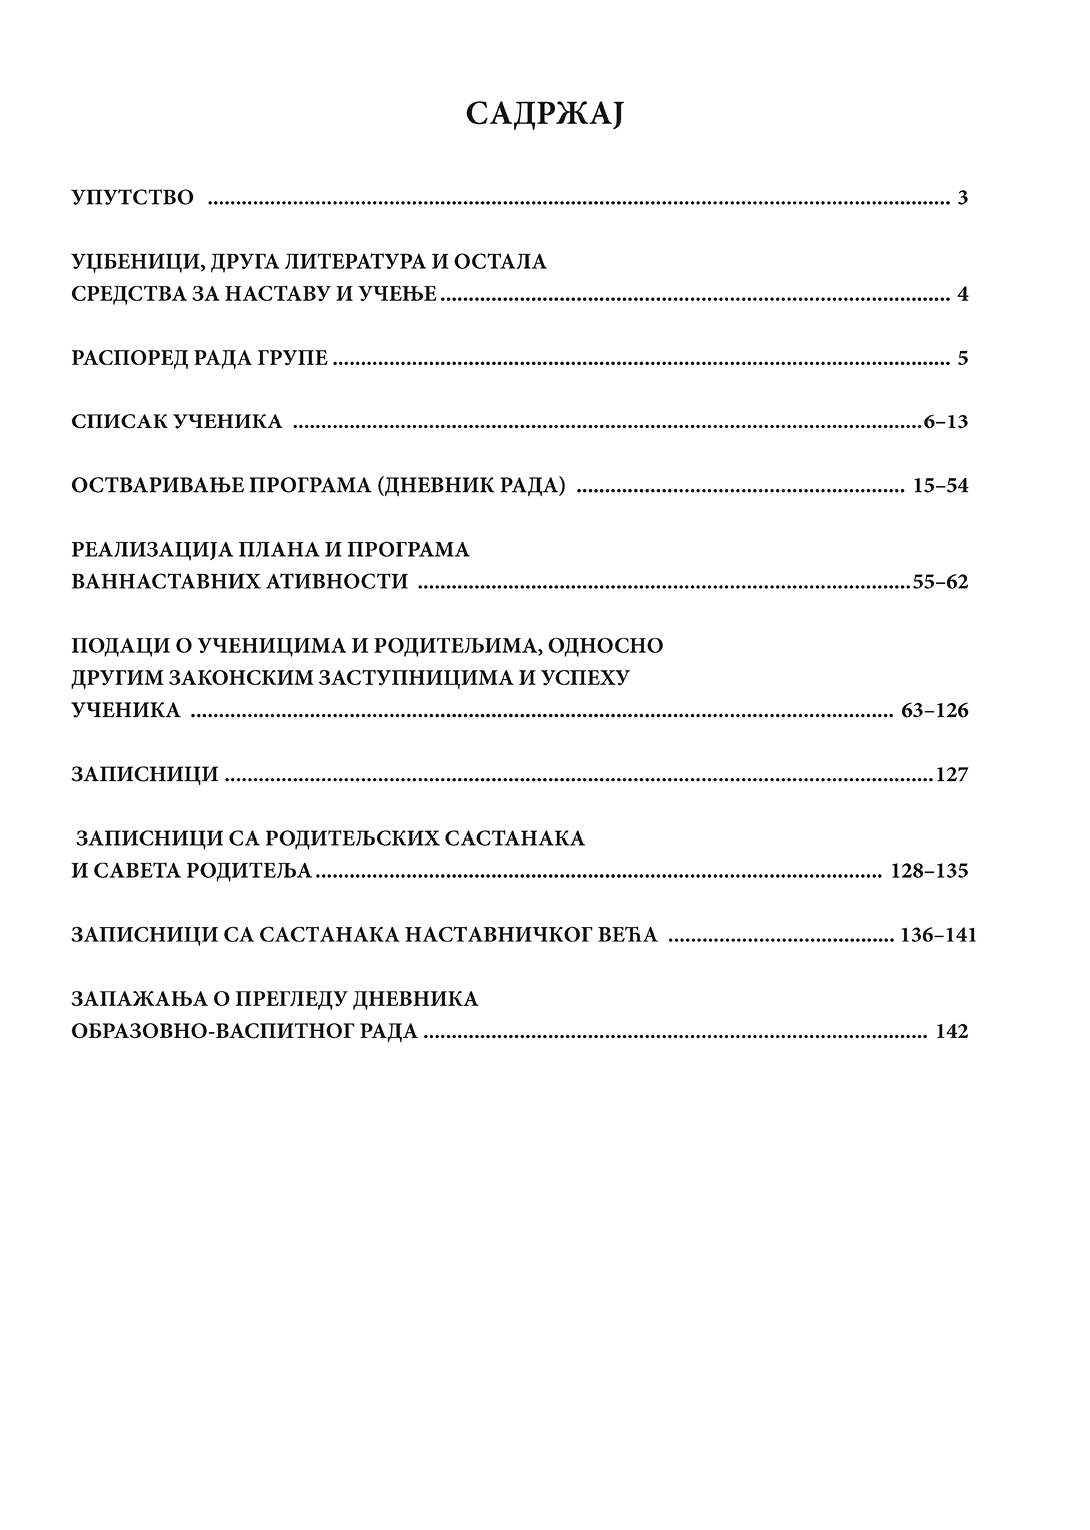 САДРЖАЈ
УПУТСТВО ........................................................................................................................................ 3
УЏБЕНИЦИ, ДРУГА ЛИТЕРАТУРА И ОСТАЛА
СРЕДСТВА ЗА НАСТАВУ И УЧЕЊЕ ............................................................................................. 4
РАСПОРЕД РАДА ГРУПЕ ................................................................................................................. 5
СПИСАК УЧЕНИКА ...................................................................................................................6–13
ОСТВАРИВАЊЕ ПРОГРАМА (ДНЕВНИК РАДА) ............................................................ 15–54
РЕАЛИЗАЦИЈА ПЛАНА И ПРОГРАМА
ВАННАСТАВНИХ АТИВНОСТИ ..........................................................................................55–62
ПОДАЦИ О УЧЕНИЦИМА И РОДИТЕЉИМА, ОДНОСНО
ДРУГИМ ЗАКОНСКИМ ЗАСТУПНИЦИМА И УСПЕХУ
УЧЕНИКА ................................................................................................................................. 63–126
ЗАПИСНИЦИ .................................................................................................................................127
ЗАПИСНИЦИ СА РОДИТЕЉСКИХ САСТАНАКА
И САВЕТА РОДИТЕЉА........................................................................................................ 128–135
ЗАПИСНИЦИ СА САСТАНАКА НАСТАВНИЧКОГ ВЕЋА ......................................... 136–141
ЗАПАЖАЊА О ПРЕГЛЕДУ ДНЕВНИКА
ОБРАЗОВНО-ВАСПИТНОГ РАДА ............................................................................................ 142